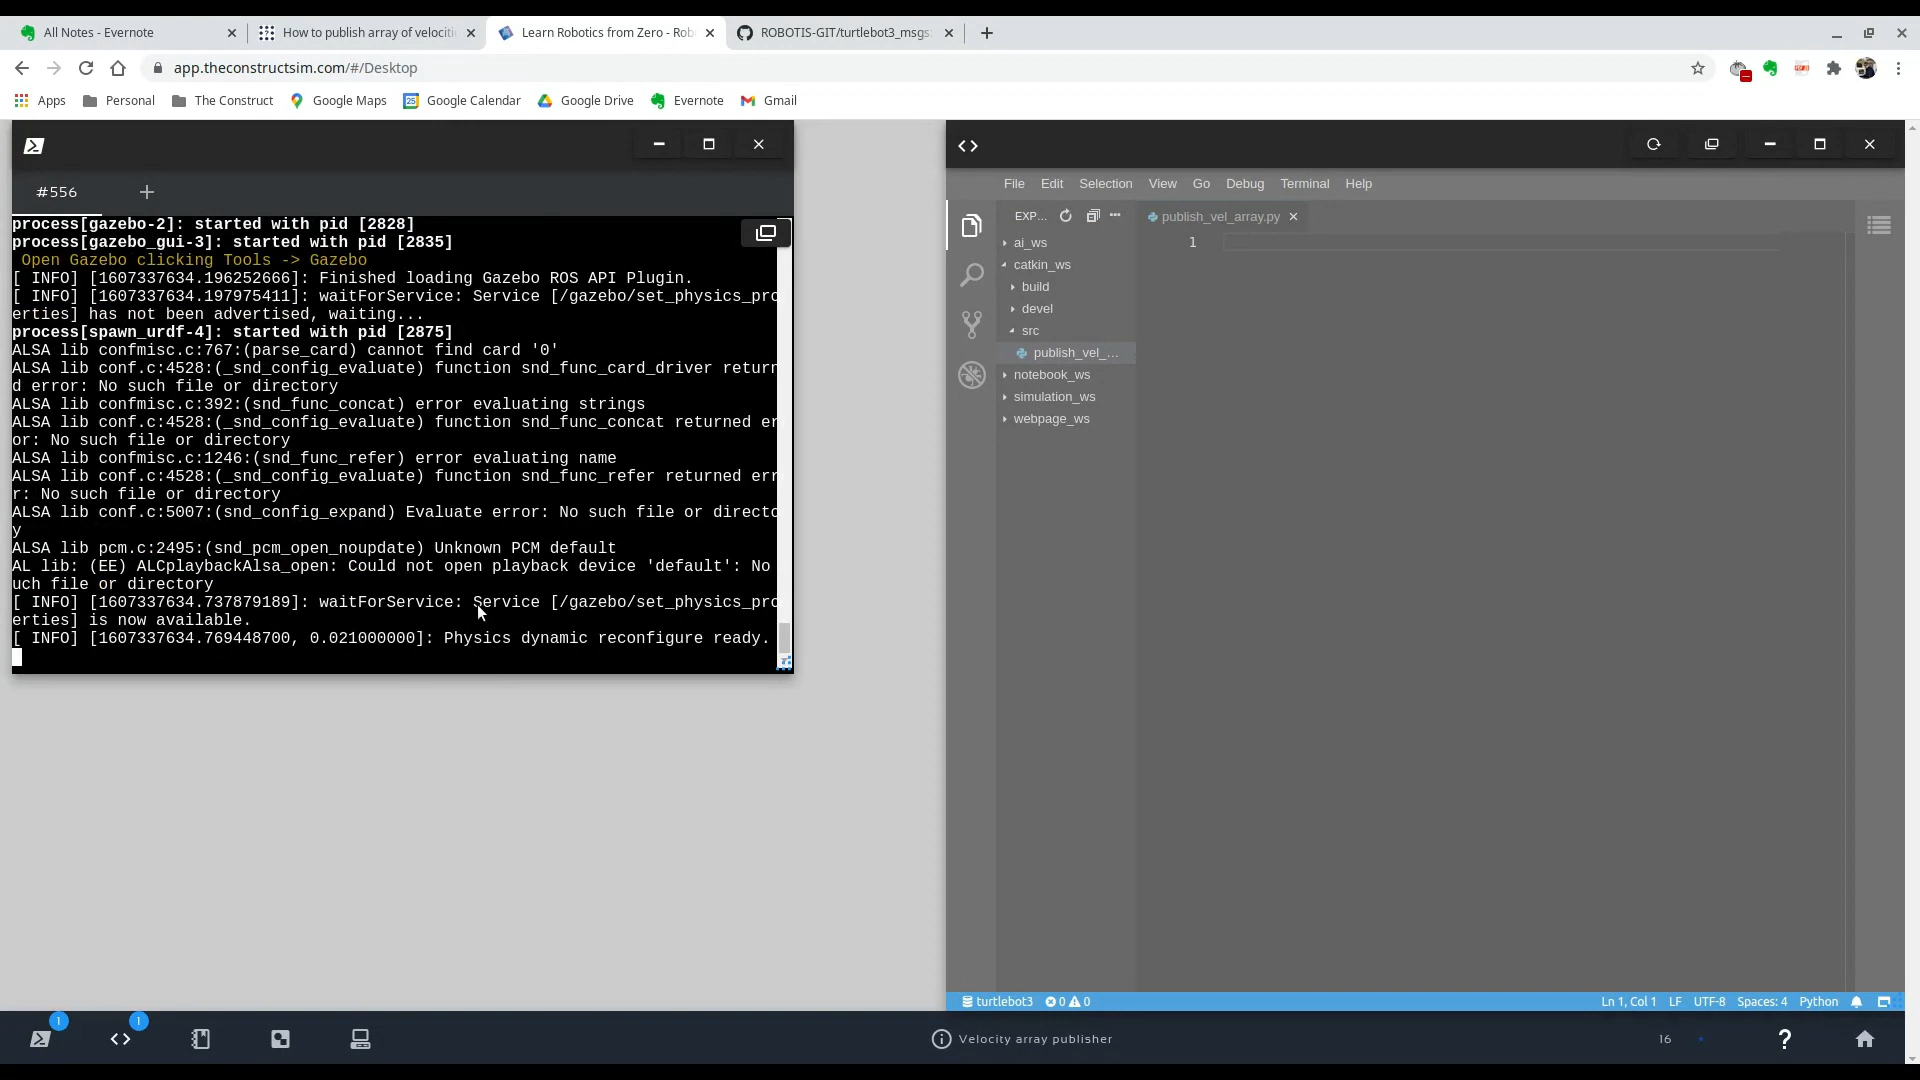 All Notes - Evernote
How to publish array of velociti
Learn Robotics from Zero - Rob
ROBOTIS-GIT/turtlebot3_msgs:
app.theconstructsim.com/#/Desktop
Apps
Personal
The Construct
Google Maps
Google Calendar
Google Drive
Evernote
Gmail
#556
process[gazebo-2]: started with pid [2828]
process[gazebo_gui-3]: started with pid [2835]
Open Gazebo clicking Tools -> Gazebo
[ INFO] [1607337634.196252666]: Finished loading Gazebo ROS API Plugin.
[ INFO] [1607337634.197975411]: waitForService: Service [/gazebo/set_physics_pro
erties] has not been advertised, waiting...
process[spawn_urdf-4]: started with pid [2875]
ALSA lib confmisc.c:767:(parse_card) cannot find card '0'
ALSA lib conf.c:4528:(_snd_config_evaluate) function snd_func_card_driver return
d error: No such file or directory
ALSA lib confmisc.c:392:(snd_func_concat) error evaluating strings
ALSA lib conf.c:4528:(_snd_config_evaluate) function snd_func_concat returned er
or: No such file or directory
ALSA lib confmisc.c:1246:(snd_func_refer) error evaluating name
ALSA lib conf.c:4528:(_snd_config_evaluate) function snd_func_refer returned err
r: No such file or directory
ALSA lib conf.c:5007:(snd_config_expand) Evaluate error: No such file or directo
y
ALSA lib pcm.c:2495:(snd_pcm_open_noupdate) Unknown PCM default
AL lib: (EE) ALCplaybackAlsa_open: Could not open playback device 'default': No
uch file or directory
[ INFO] [1607337634.737879189]: waitForService: Service [/gazebo/set_physics_pro
erties] is now available.
[ INFO] [1607337634.769448700, 0.021000000]: Physics dynamic reconfigure ready.
File Edit Selection View Go Debug Terminal Help
EXP...
publish_vel_array.py
1
ai_ws
catkin_ws
build
devel
src
publish_vel_...
notebook_ws
simulation_ws
webpage_ws
turtlebot3 0 0
Ln 1, Col 1 LF UTF-8 Spaces: 4 Python
1
1
Velocity array publisher
16
?